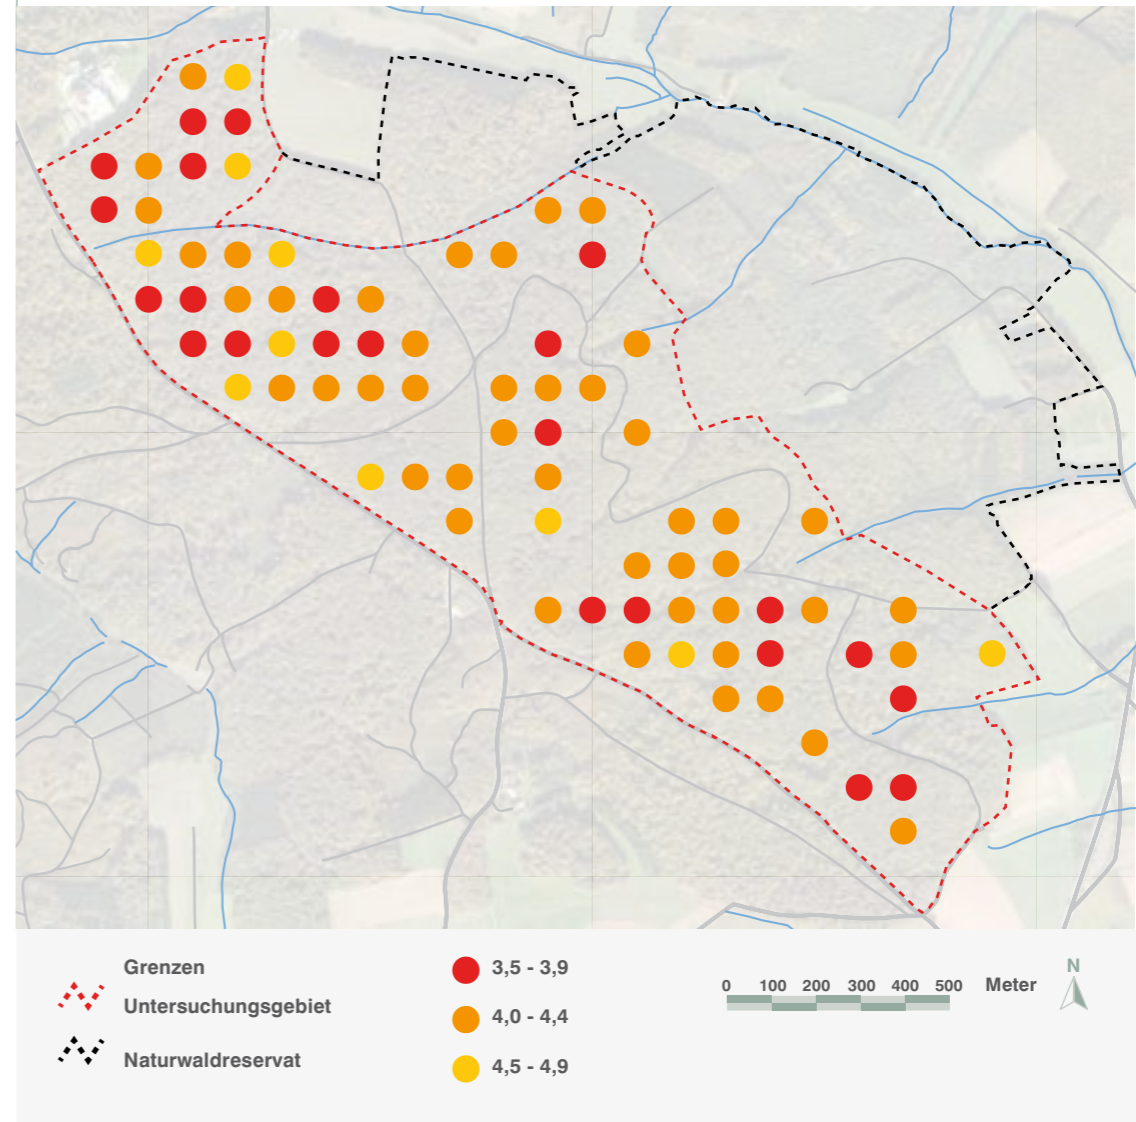 Grenzen
Untersuchungsgebiet
Naturwaldreservat
3,5 - 3,9
4,0 - 4,4
4,5 - 4,9
0 100 200 300 400 500 Meter
N